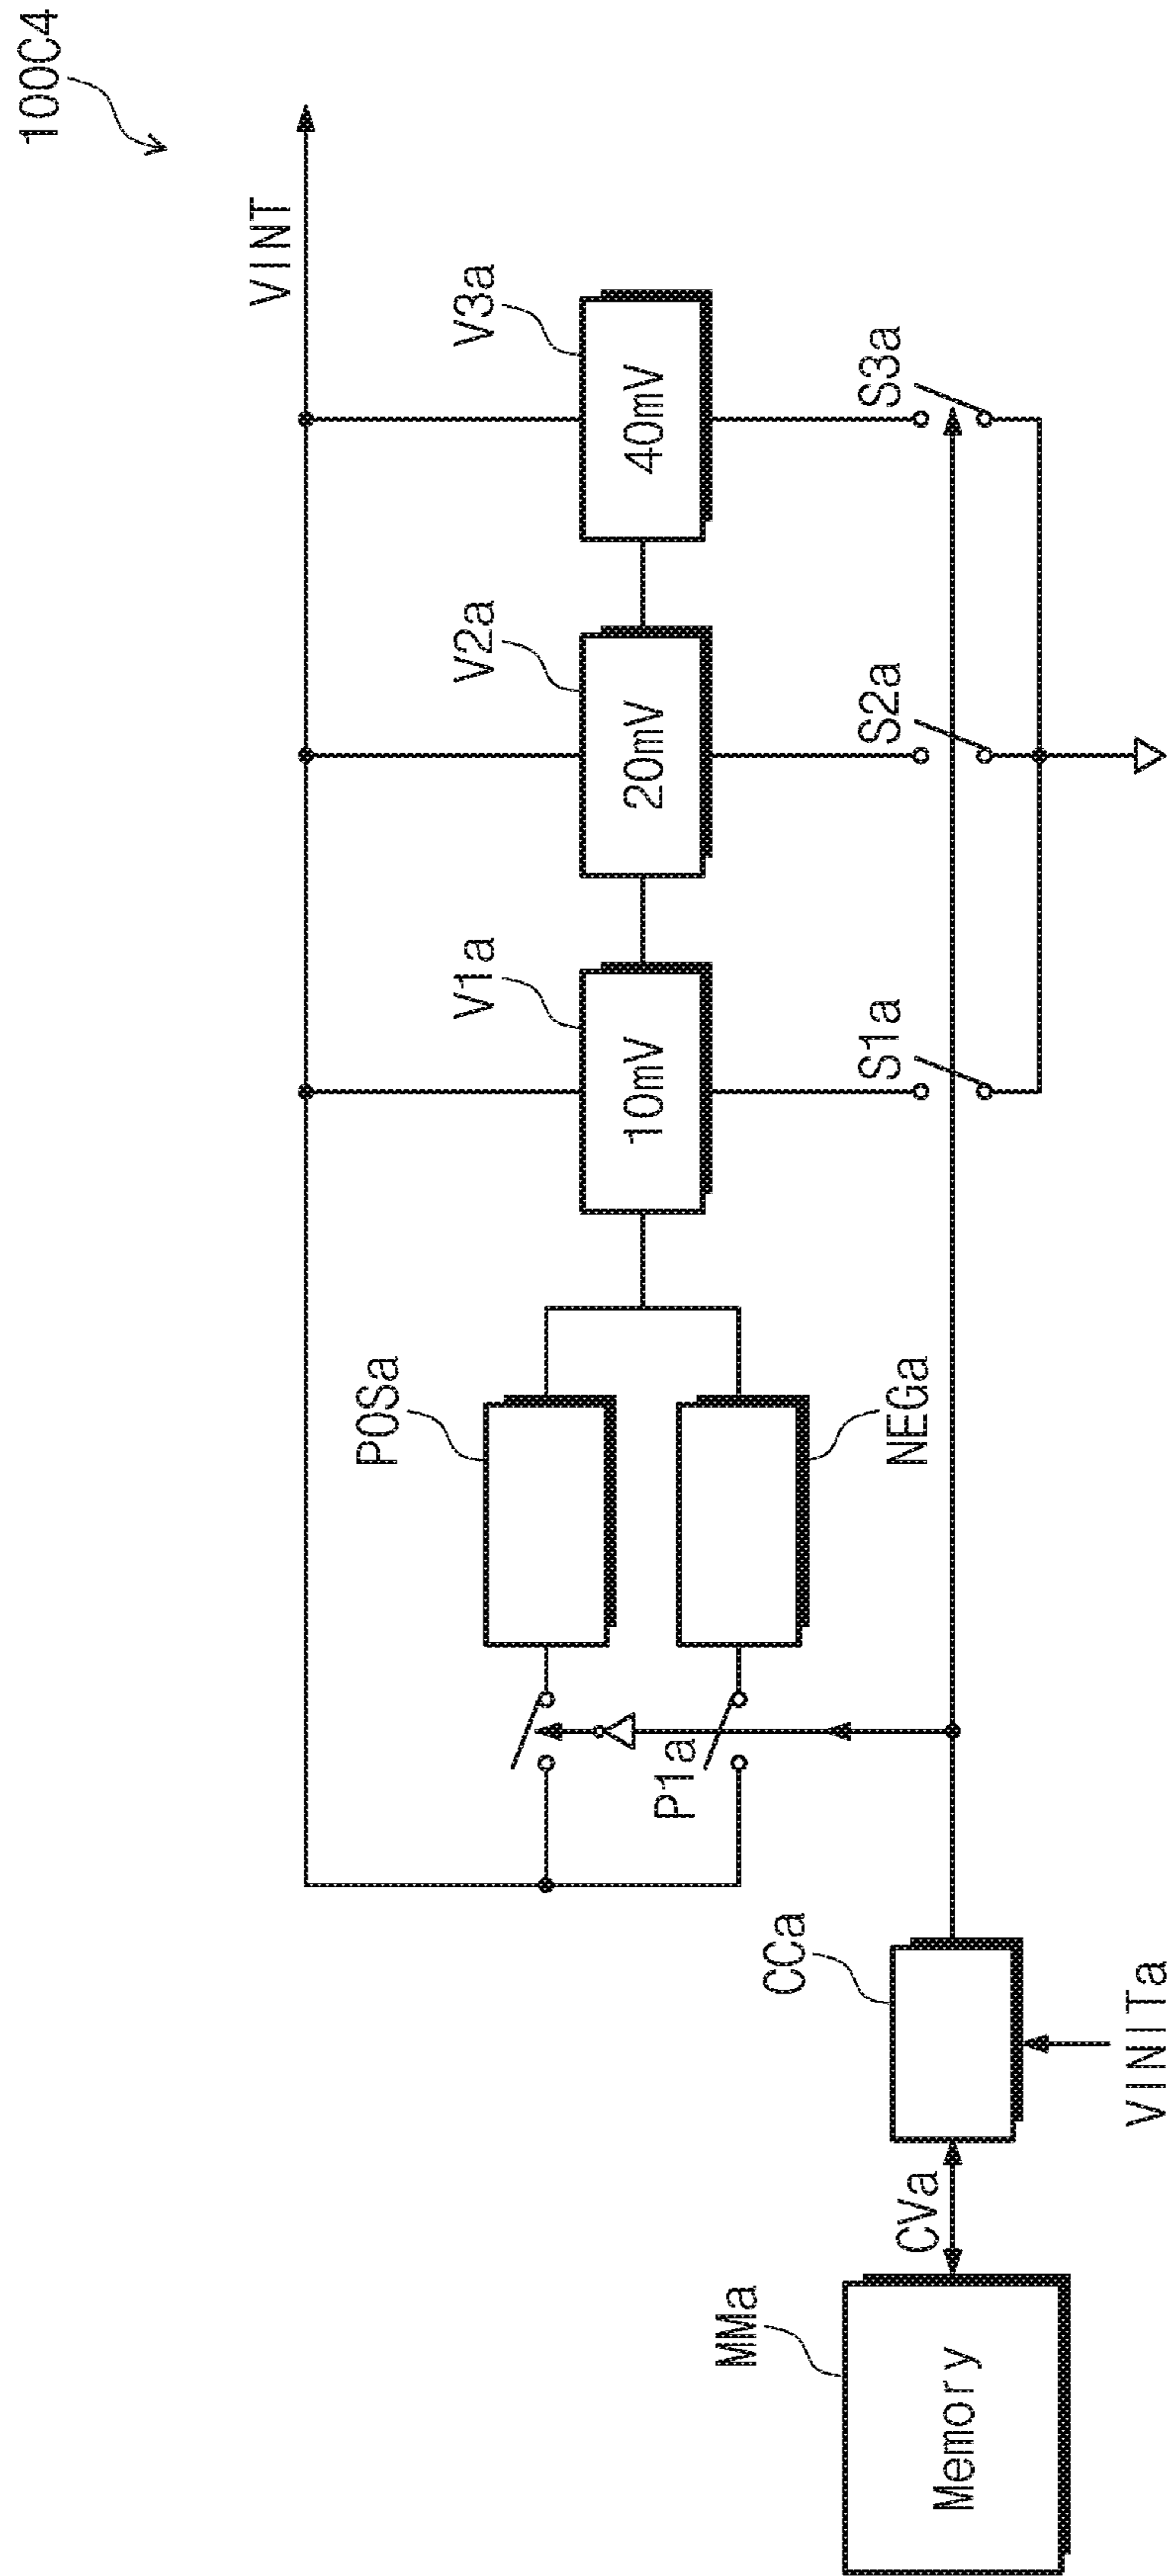 100C4
VINT
V1a
V2a
V3a
10mV
20mV
40mV
POSa
NEGa
P1a
S1a
S2a
S3a
CCa
MMa
CVa
Memory
VINITa